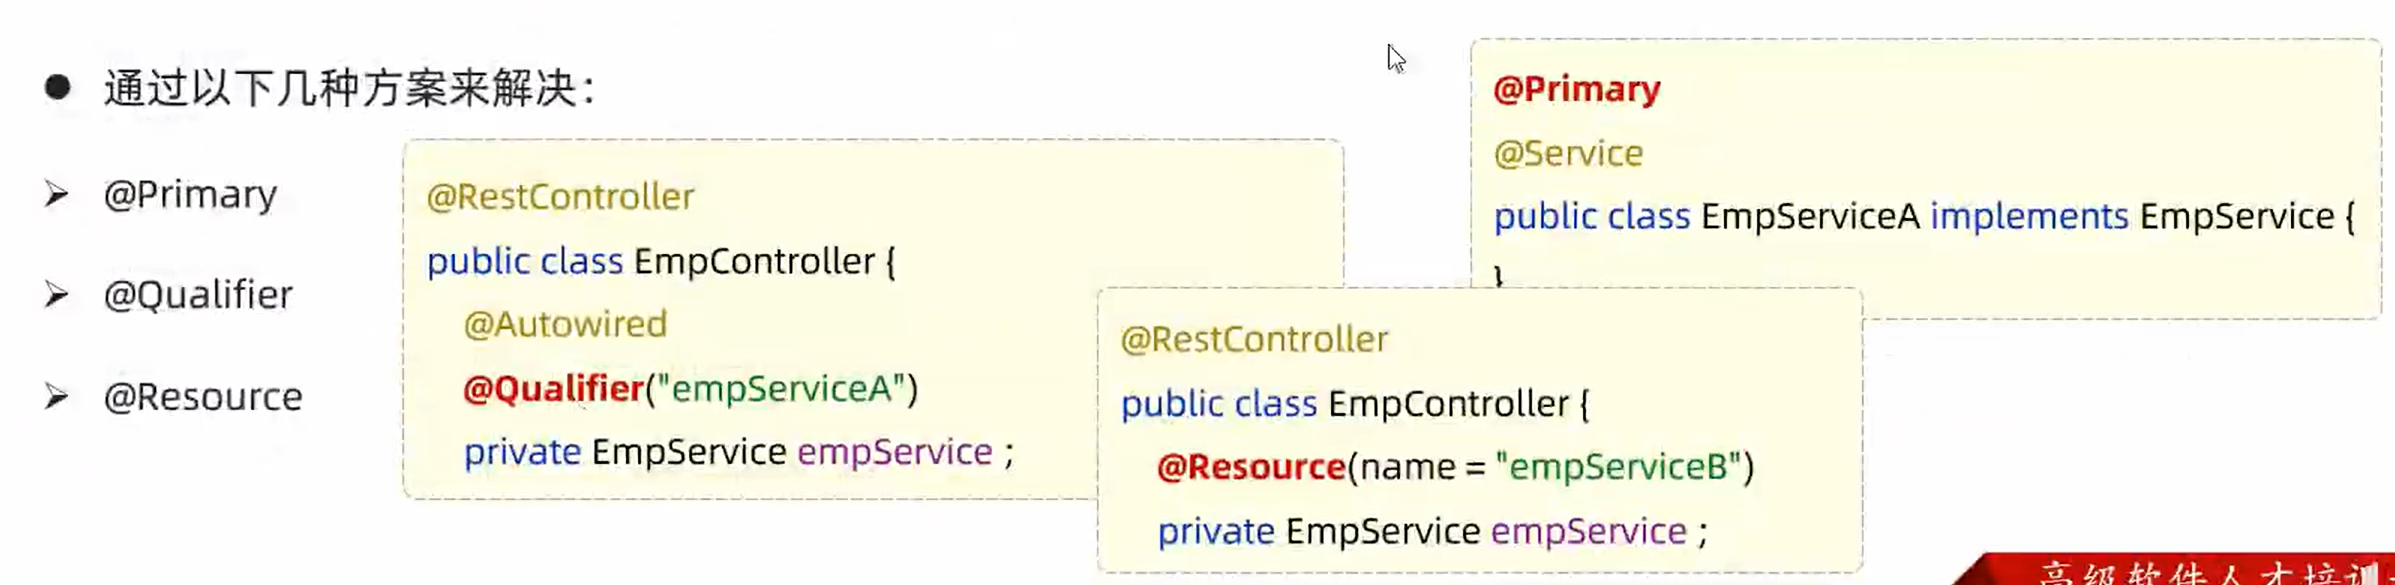 通过以下几种方案来解决：
@Primary
@Qualifier
@Resource
@RestController
public class EmpController {
@Autowired
@Qualifier("empServiceA")
private EmpService empService ;
@RestController
public class EmpController {
@Resource(name = "empServiceB")
private EmpService empService ;
@Primary
@Service
public class EmpServiceA implements EmpService {
}
高级软件人才培训